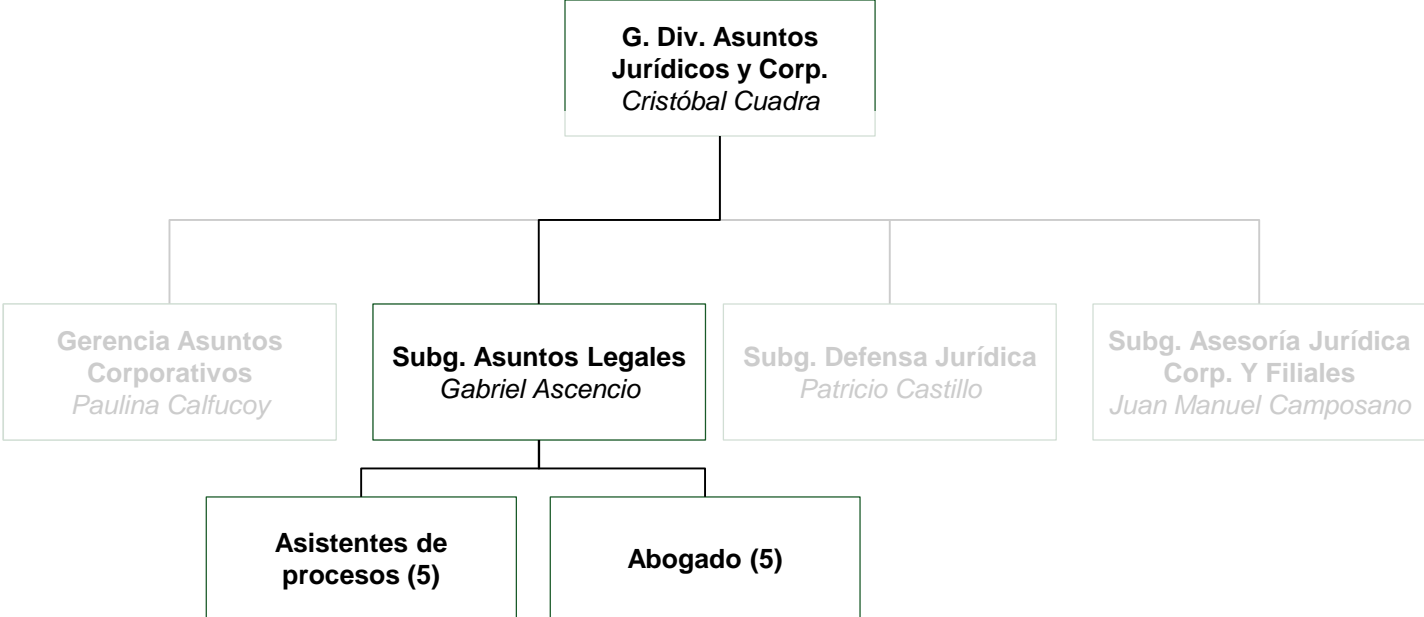 G. Div. Asuntos
Jurídicos y Corp.
Cristóbal Cuadra
Gerencia Asuntos
Corporativos
Paulina Calfucoy
Subg. Asuntos Legales
Gabriel Ascencio
Subg. Defensa Jurídica
Patricio Castillo
Subg. Asesoría Jurídica
Corp. Y Filiales
Juan Manuel Camposano
Asistentes de
procesos (5)
Abogado (5)